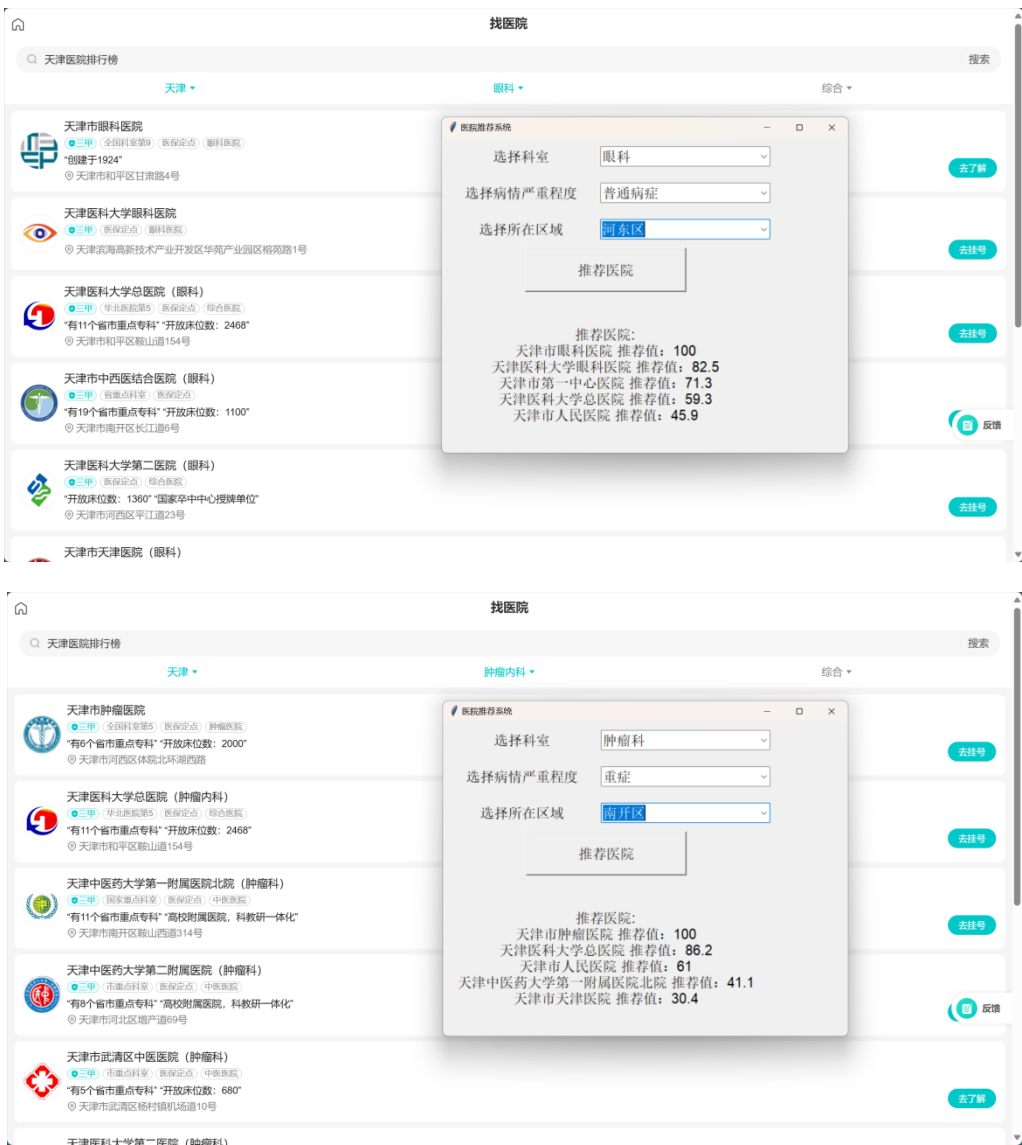 找医院
天津医院排行榜 搜索
天津 眼科 综合
天津市眼科医院
三甲 全国科室第9 医保定点 眼科医院
"创建于1924"
天津市和平区甘肃路4号
去了解
天津医科大学眼科医院
三甲 医保定点 眼科医院
天津滨海高新技术产业开发区华苑产业园区榕苑路1号
去挂号
天津医科大学总医院（眼科）
三甲 华北医院第5 医保定点 综合医院
"有11个省市重点专科" "开放床位数：2468"
天津市和平区鞍山道154号
去挂号
天津市中西医结合医院（眼科）
三甲 省重点科室 医保定点
"有19个省市重点专科" "开放床位数：1100"
天津市南开区长江道6号
反馈
天津医科大学第二医院（眼科）
三甲 医保定点 综合医院
"开放床位数：1360" "国家卒中中心授牌单位"
天津市河西区平江道23号
去挂号
天津市天津医院（眼科）
医院推荐系统
选择科室 眼科
选择病情严重程度 普通病症
选择所在区域 河东区
推荐医院
推荐医院:
天津市眼科医院 推荐值：100
天津医科大学眼科医院 推荐值：82.5
天津市第一中心医院 推荐值：71.3
天津医科大学总医院 推荐值：59.3
天津市人民医院 推荐值：45.9
找医院
天津医院排行榜 搜索
天津 肿瘤内科 综合
天津市肿瘤医院
三甲 全国科室第5 医保定点 肿瘤医院
"有6个省市重点专科" "开放床位数：2000"
天津市河西区体院北环湖西路
去挂号
天津医科大学总医院（肿瘤内科）
三甲 华北医院第5 医保定点 综合医院
"有11个省市重点专科" "开放床位数：2468"
天津市和平区鞍山道154号
去挂号
天津中医药大学第一附属医院北院（肿瘤科）
三甲 国家重点科室 医保定点 中医医院
"有11个省市重点专科" "高校附属医院，科教研一体化"
天津市南开区鞍山西道314号
去挂号
天津中医药大学第二附属医院（肿瘤科）
三甲 市重点科室 医保定点 中医医院
"有8个省市重点专科" "高校附属医院，科教研一体化"
天津市河北区增产道69号
反馈
天津市武清区中医医院（肿瘤科）
三甲 市重点科室 医保定点 中医医院
"有5个省市重点专科" "开放床位数：680"
天津市武清区杨村镇机场道10号
去了解
天津医科大学第二医院（肿瘤科）
医院推荐系统
选择科室 肿瘤科
选择病情严重程度 重症
选择所在区域 南开区
推荐医院
推荐医院:
天津市肿瘤医院 推荐值：100
天津医科大学总医院 推荐值：86.2
天津市人民医院 推荐值：61
天津中医药大学第一附属医院北院 推荐值：41.1
天津市天津医院 推荐值：30.4